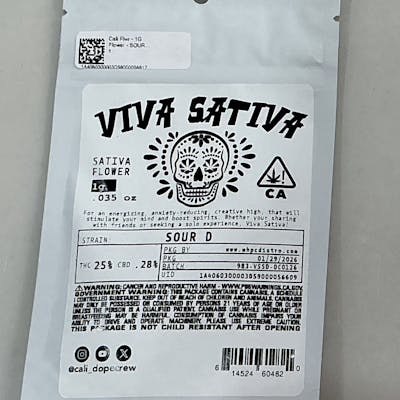 Cali Flwr - 1G
Flower - SOUR
VIVA SATIVA
SATIVA
FLOWER
1g
.035 oz
CA
For an energizing, anxiety-reducing, creative high, that will
stimulate your mind and boost spirits. Whether your sharing
with friends or seeking a solo experience, Viva Sativa!
STRAIN: SOUR D
THC 25% CBD .28%
PKG BY www.mhpcdistro.com
PKG 01/29/2026
BATCH 983-VSSD-DC0126
UID 1A4060300003D59000056609
WARNING: CANCER AND REPRODUCTIVE HARM - WWW.P65WARNINGS.CA.GOV
GOVERNMENT WARNING: THIS PACKAGE CONTAINS CANNABIS, A SCHEDULE
I CONTROLLED SUBSTANCE. KEEP OUT OF REACH OF CHILDREN AND ANIMALS. CANNABIS
MAY ONLY BE POSSESSED OR CONSUMED BY PERSONS 21 YEARS OF AGE OR OLDER
UNLESS THE PERSON IS A QUALIFIED PATIENT. CANNABIS USE WHILE PREGNANT OR
BREASTFEEDING MAY BE HARMFUL. CONSUMPTION OF CANNABIS IMPAIRS YOUR
ABILITY TO DRIVE AND OPERATE MACHINERY. PLEASE USE EXTREME CAUTION.
THIS PACKAGE IS NOT CHILD RESISTANT AFTER OPENING
@cali_dopecrew
14524 60462